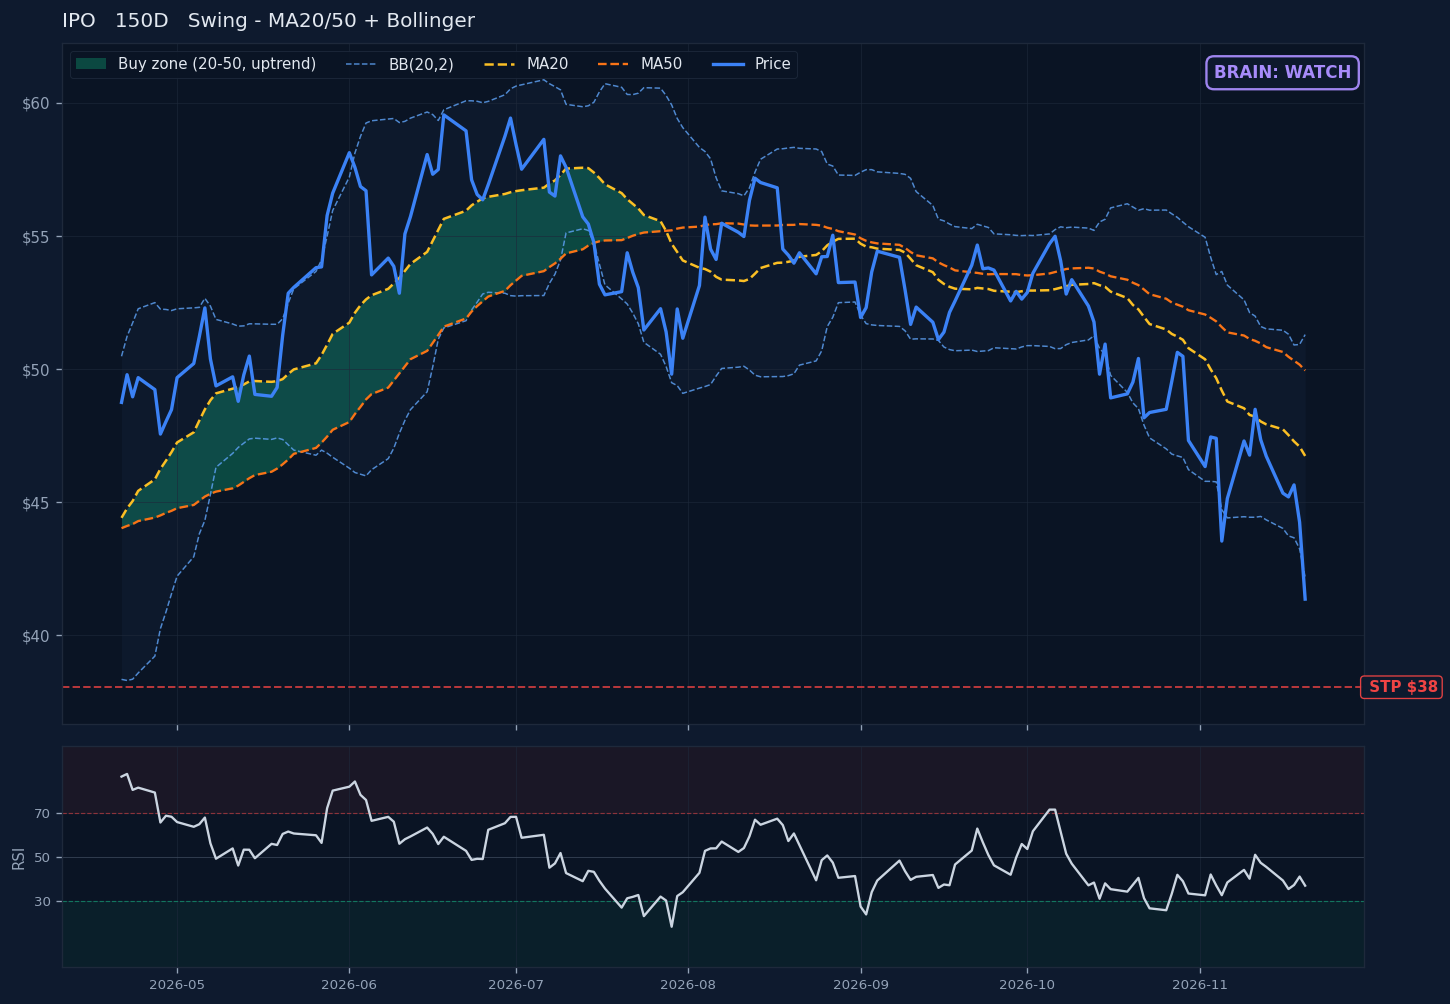 IPO 150D Swing - MA20/50 + Bollinger
Buy zone (20-50, uptrend) BB(20,2) MA20 MA50 Price
BRAIN: WATCH
$60
$55
$50
$45
$40
STP $38
RSI
70
50
30
2026-05 2026-06 2026-07 2026-08 2026-09 2026-10 2026-11